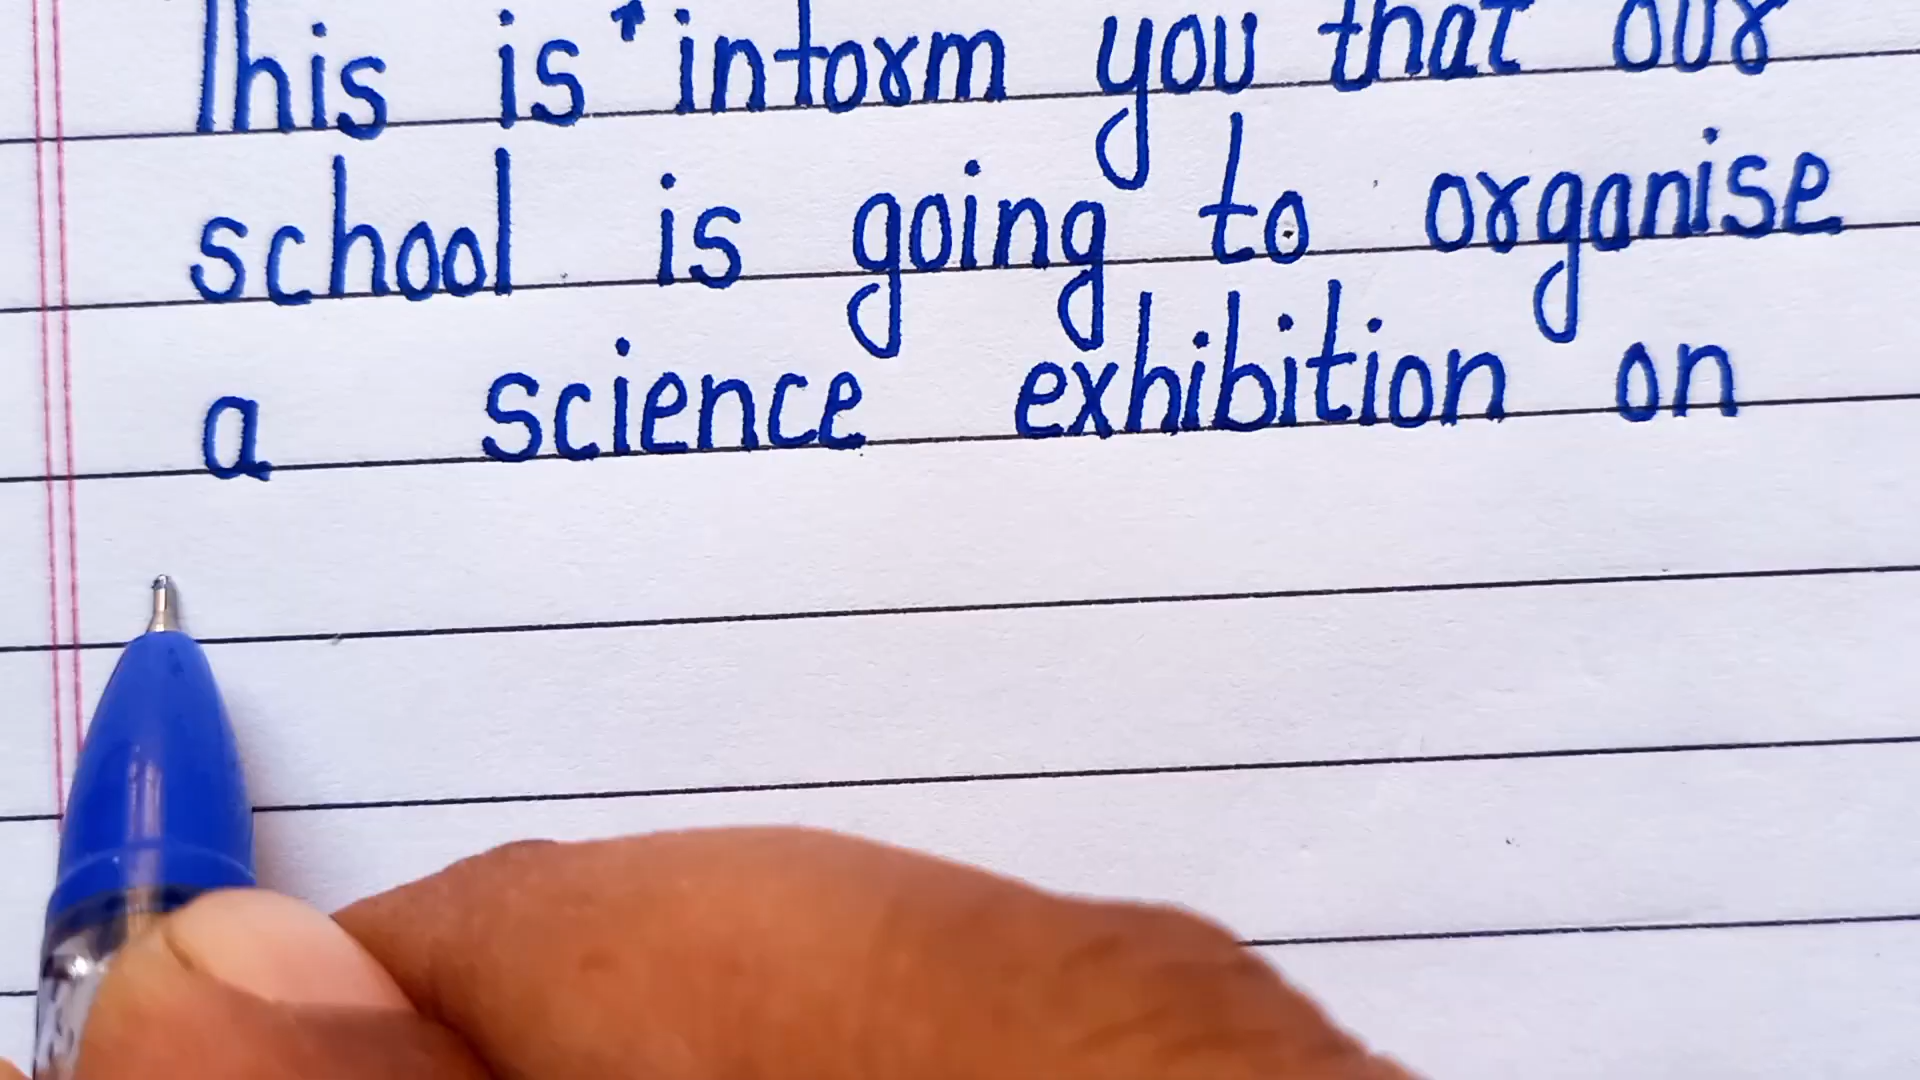 This is inform you that our
school is going to organise
a science exhibition on